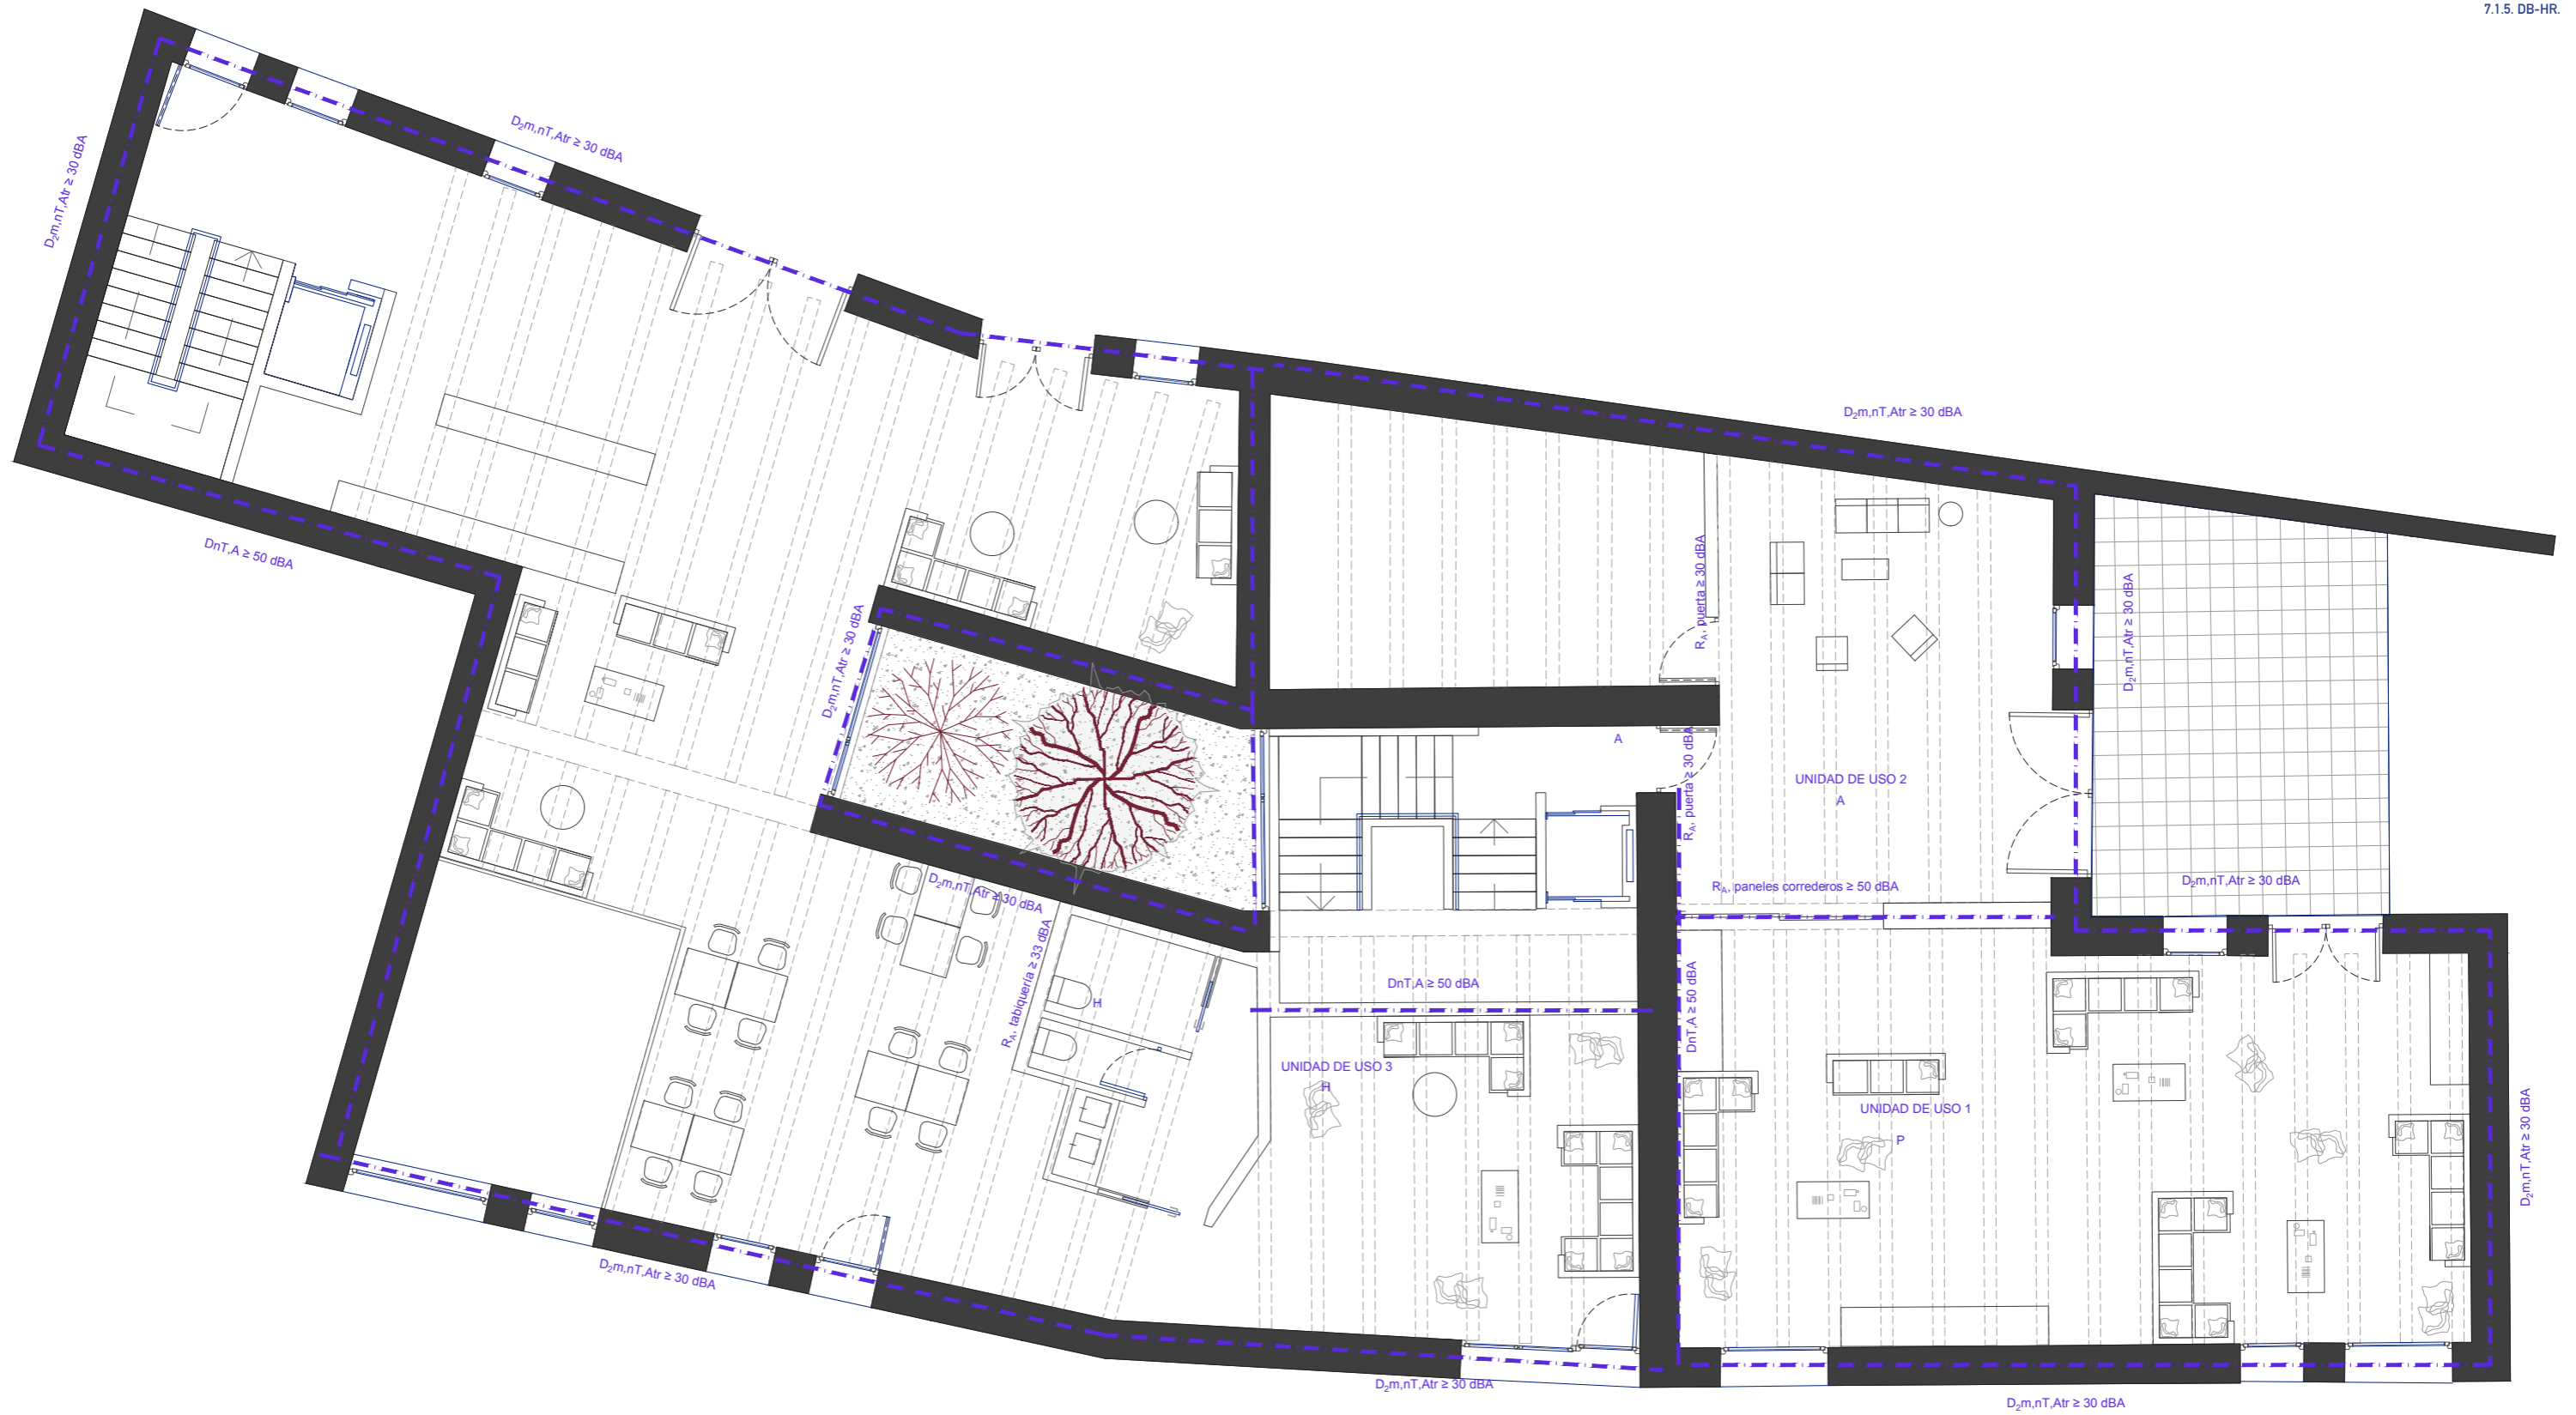 7.1.5. DB-HR.
D₂m,nT,Atr ≥ 30 dBA
D₂m,nT,Atr ≥ 30 dBA
D₂m,nT,Atr ≥ 30 dBA
DnT,A ≥ 50 dBA
R_A, puerta ≥ 30 dBA
D₂m,nT,Atr ≥ 30 dBA
D₂m,nT,Atr ≥ 30 dBA
A
R_A, puerta ≥ 30 dBA
UNIDAD DE USO 2
A
D₂m,nT,Atr ≥ 30 dBA
R_A, paneles correderos ≥ 50 dBA
D₂m,nT,Atr ≥ 30 dBA
R_A, tabiquería ≥ 33 dBA
H
DnT,A ≥ 50 dBA
DnT,A ≥ 50 dBA
UNIDAD DE USO 3
H
UNIDAD DE USO 1
P
D₂m,nT,Atr ≥ 30 dBA
D₂m,nT,Atr ≥ 30 dBA
D₂m,nT,Atr ≥ 30 dBA
D₂m,nT,Atr ≥ 30 dBA